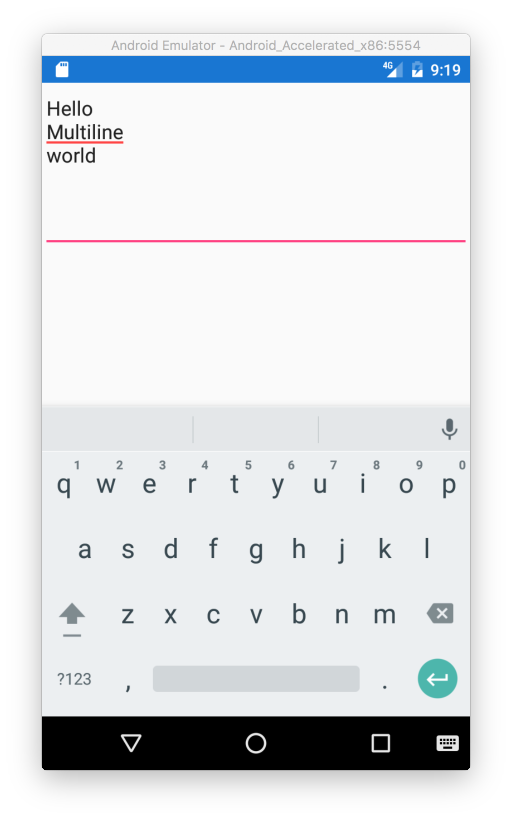 Android Emulator - Android_Accelerated_x86:5554
4G 9:19
Hello
Multiline
world
1 2 3 4 5 6 7 8 9 0
q w e r t y u i o p
a s d f g h j k l
z x c v b n m
?123 , .